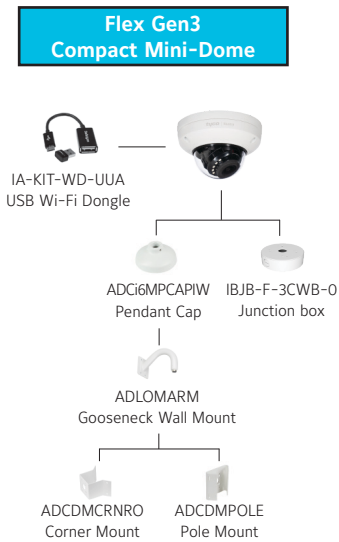 Flex Gen3
Compact Mini-Dome
IA-KIT-WD-UUA
USB Wi-Fi Dongle
ADCi6MPCAPIW
Pendant Cap
IBJB-F-3CWB-0
Junction box
ADLOMARM
Gooseneck Wall Mount
ADCDMCRNRO
Corner Mount
ADCDMPOLE
Pole Mount